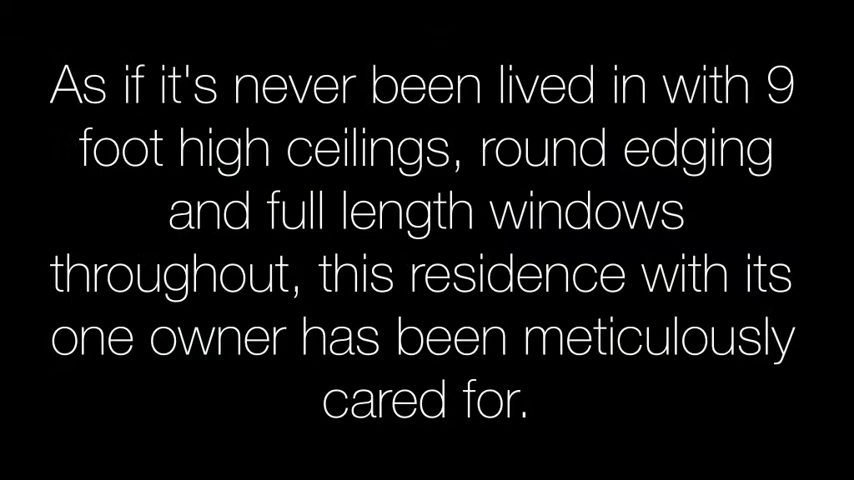 As if it's never been lived in with 9
foot high ceilings, round edging
and full length windows
throughout, this residence with its
one owner has been meticulously
cared for.